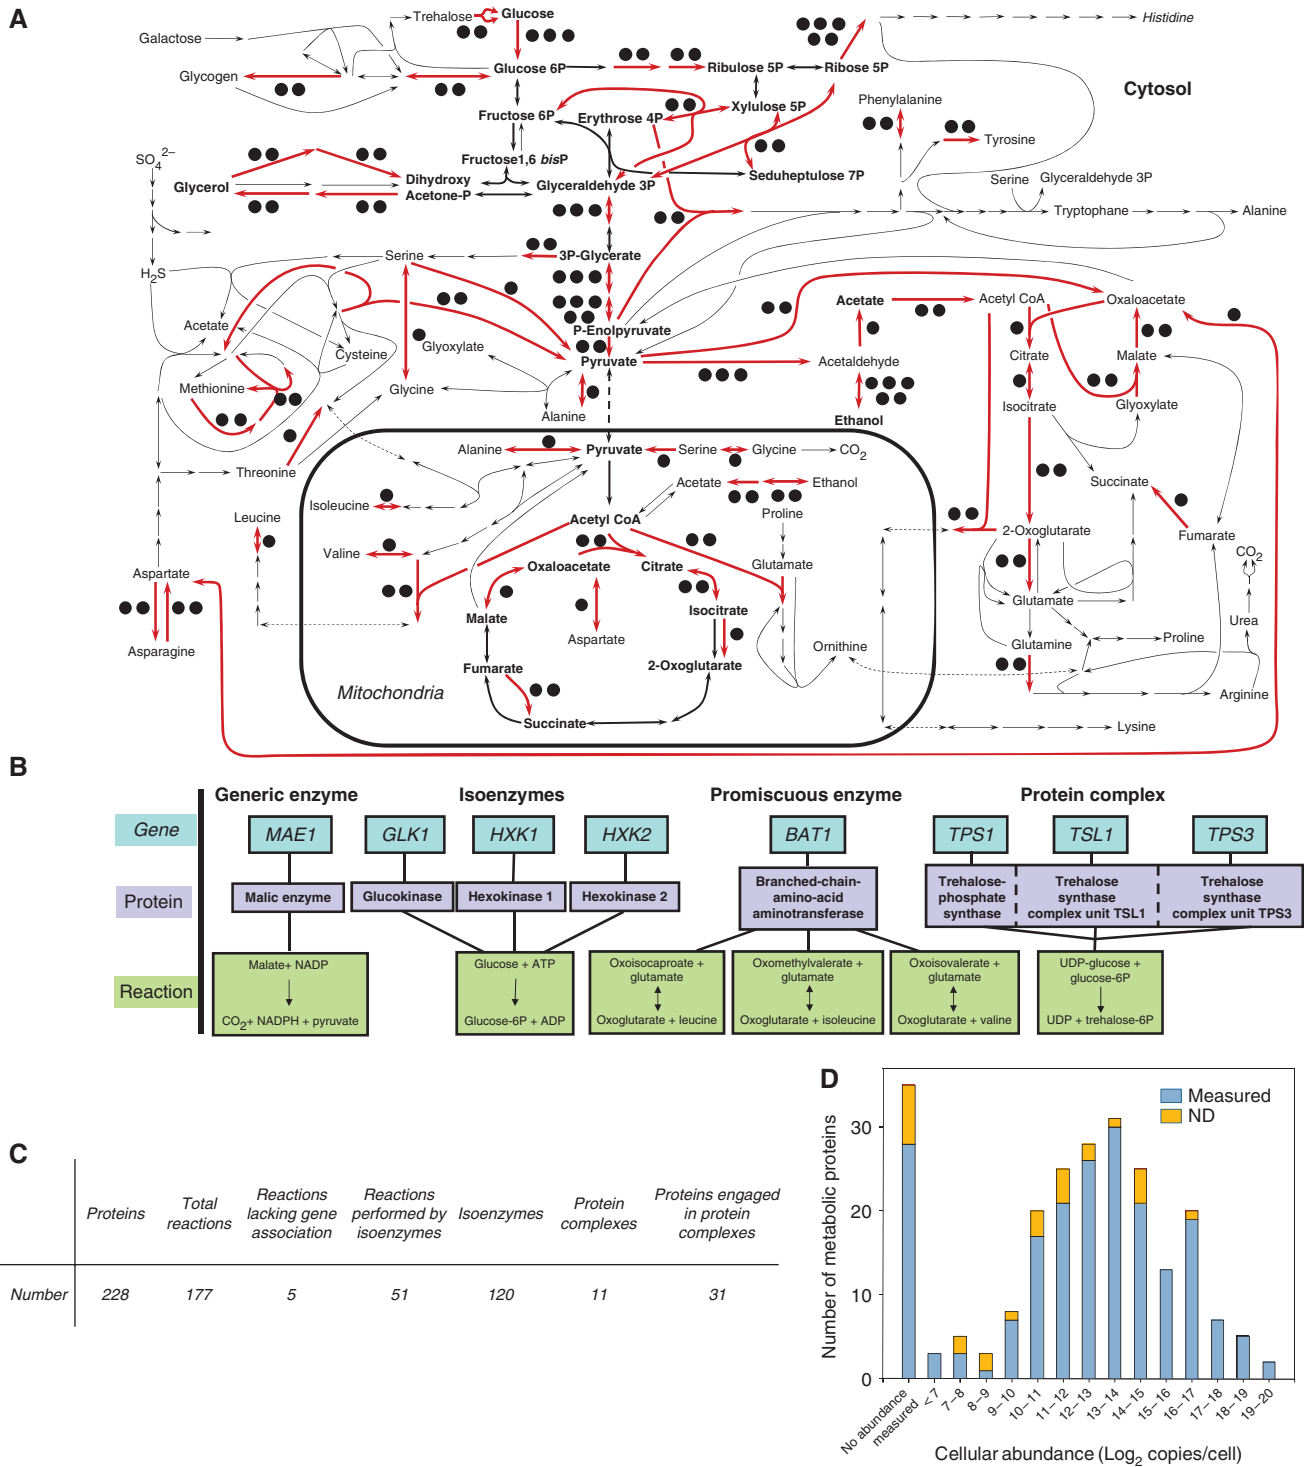 A
Trehalose
Glucose
Histidine
Galactose
Glycogen
Glucose 6P
Ribulose 5P
Ribose 5P
Cytosol
Fructose 6P
Erythrose 4P
Xylulose 5P
Phenylalanine
Tyrosine
SO4 2–
Fructose1,6 bisP
Glycerol
Dihydroxy
Acetone-P
Glyceraldehyde 3P
Seduheptulose 7P
Serine
Glyceraldehyde 3P
Tryptophane
Alanine
H2S
Serine
3P-Glycerate
Acetate
Acetyl CoA
Oxaloacetate
Acetate
P-Enolpyruvate
Cysteine
Glyoxylate
Pyruvate
Acetaldehyde
Citrate
Malate
Methionine
Glycine
Alanine
Ethanol
Isocitrate
Glyoxylate
Alanine
Pyruvate
Serine
Glycine
CO2
Threonine
Acetate
Ethanol
Succinate
Isoleucine
Proline
Leucine
Acetyl CoA
2-Oxoglutarate
Fumarate
Valine
CO2
Oxaloacetate
Citrate
Glutamate
Aspartate
Glutamate
Malate
Isocitrate
Urea
Asparagine
Aspartate
Ornithine
Glutamine
Proline
Fumarate
2-Oxoglutarate
Mitochondria
Arginine
Succinate
Lysine
B
Generic enzyme
Isoenzymes
Promiscuous enzyme
Protein complex
Gene
MAE1
GLK1
HXK1
HXK2
BAT1
TPS1
TSL1
TPS3
Protein
Malic enzyme
Glucokinase
Hexokinase 1
Hexokinase 2
Branched-chain-
amino-acid
aminotransferase
Trehalose-
phosphate
synthase
Trehalose
synthase
complex unit TSL1
Trehalose
synthase
complex unit TPS3
Reaction
Malate+ NADP
CO2+ NADPH + pyruvate
Glucose + ATP
Glucose-6P + ADP
Oxoisocaproate +
glutamate
Oxoglutarate + leucine
Oxomethylvalerate +
glutamate
Oxoglutarate + isoleucine
Oxoisovalerate +
glutamate
Oxoglutarate + valine
UDP-glucose +
glucose-6P
UDP + trehalose-6P
C
Proteins
Total
reactions
Reactions
lacking gene
association
Reactions
performed by
isoenzymes
Isoenzymes
Protein
complexes
Proteins engaged
in protein
complexes
Number
228
177
5
51
120
11
31
D
Measured
ND
Number of metabolic proteins
30
20
10
0
No abundance
measured
<7
7–8
8–9
9–10
10–11
11–12
12–13
13–14
14–15
15–16
16–17
17–18
18–19
19–20
Cellular abundance (Log2 copies/cell)